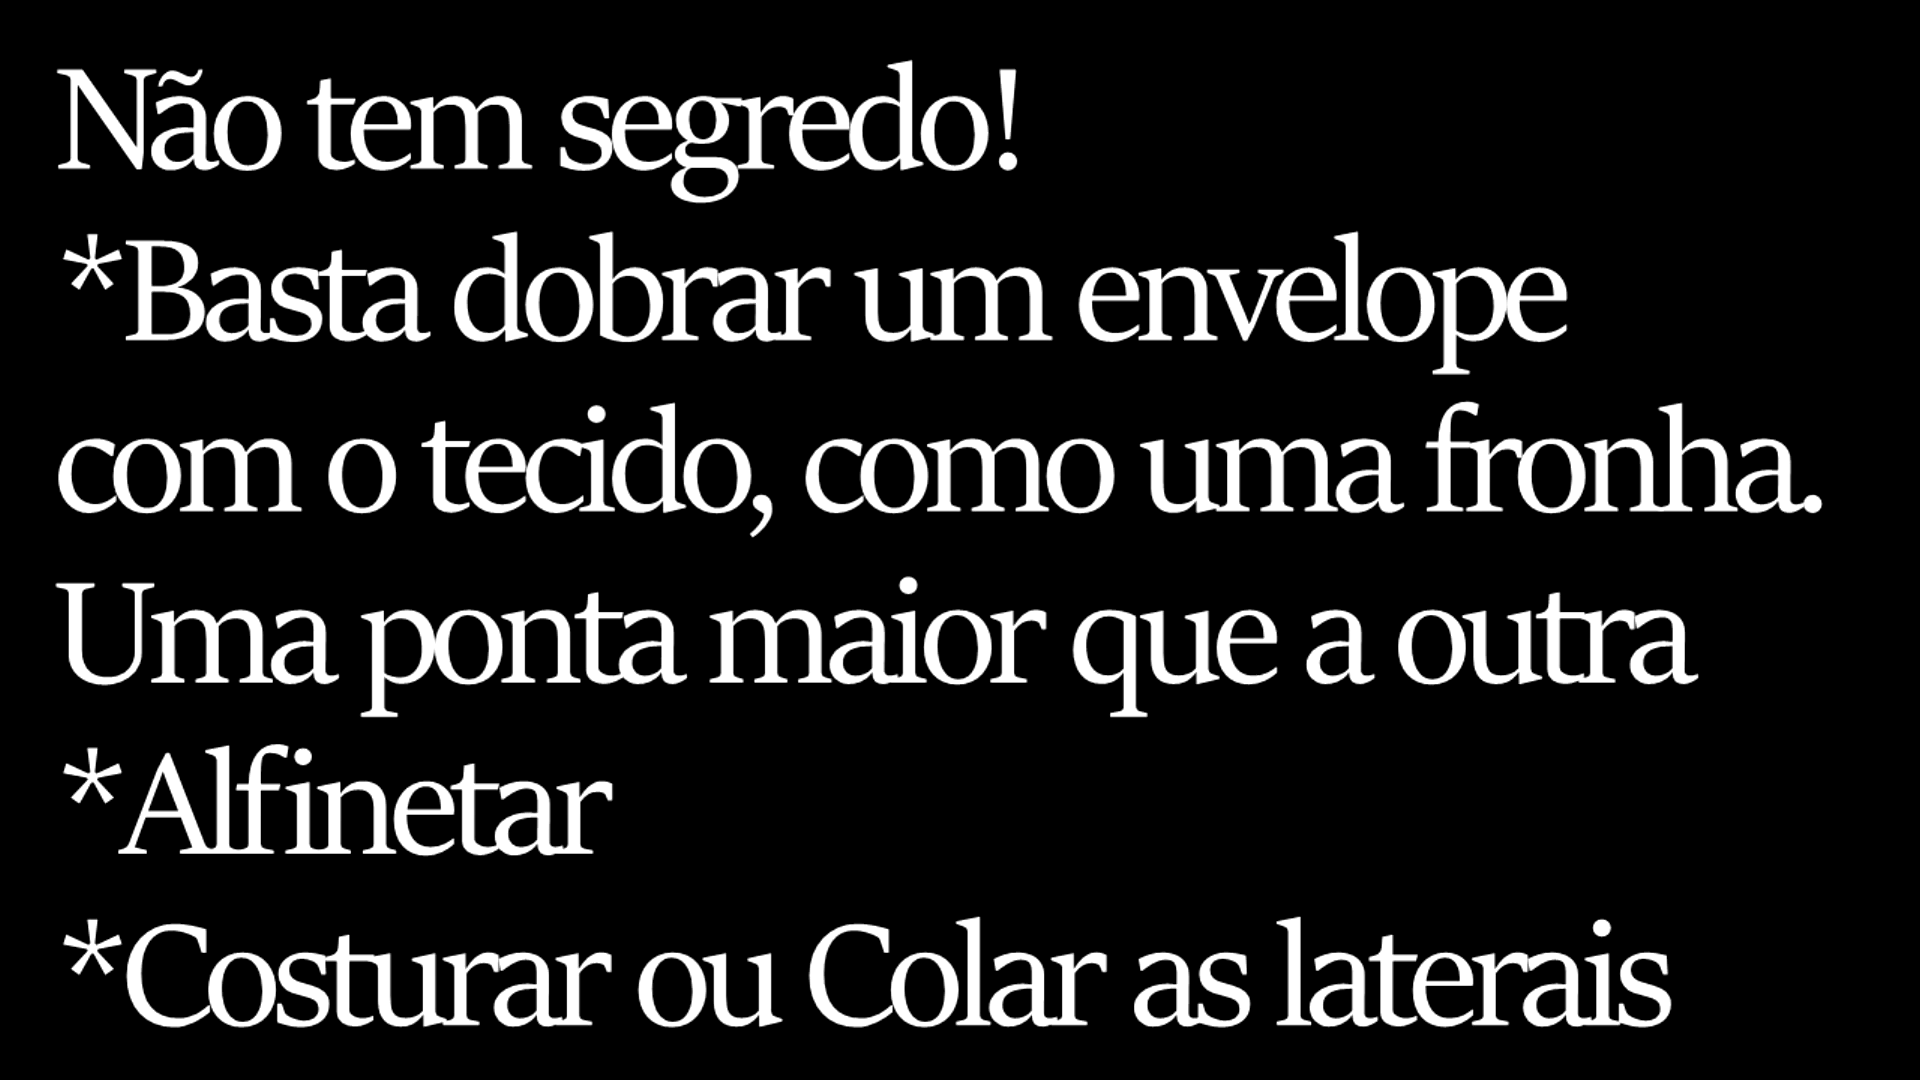 Não tem segredo!
*Basta dobrar um envelope
com o tecido, como uma fronha.
Uma ponta maior que a outra
*Alfinetar
*Costurar ou Colar as laterais